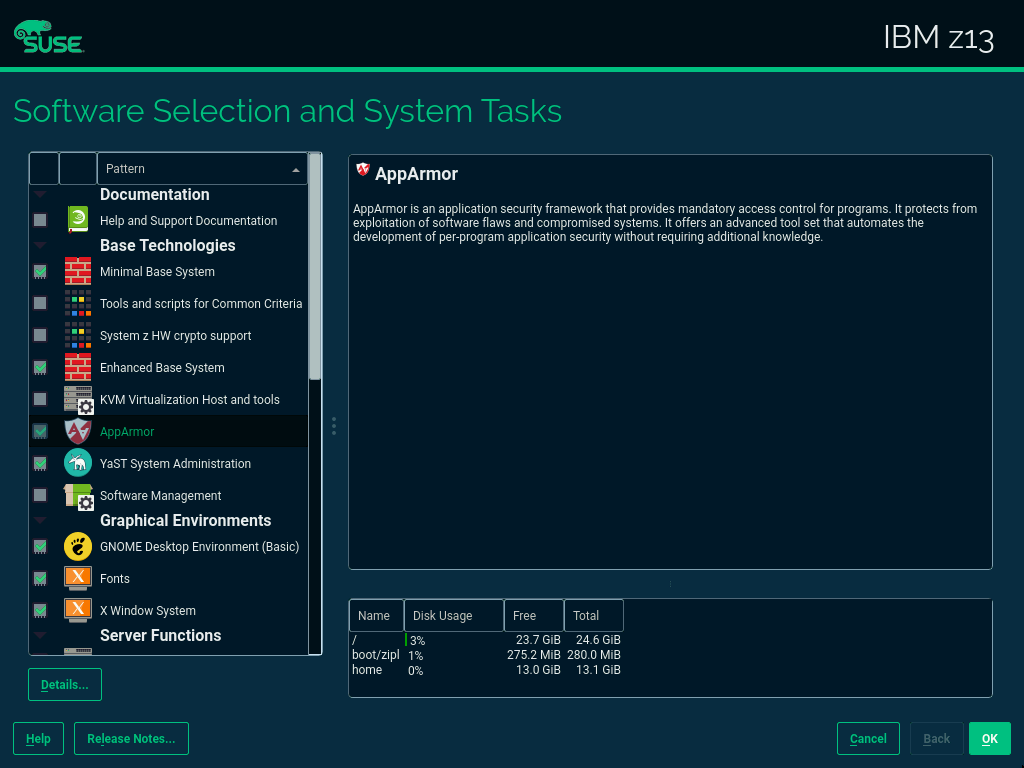 SUSE
IBM z13
Software Selection and System Tasks
Pattern
Documentation
Help and Support Documentation
Base Technologies
Minimal Base System
Tools and scripts for Common Criteria
System z HW crypto support
Enhanced Base System
KVM Virtualization Host and tools
AppArmor
YaST System Administration
Software Management
Graphical Environments
GNOME Desktop Environment (Basic)
Fonts
X Window System
Server Functions
AppArmor
AppArmor is an application security framework that provides mandatory access control for programs. It protects from
exploitation of software flaws and compromised systems. It offers an advanced tool set that automates the
development of per-program application security without requiring additional knowledge.
Name Disk Usage Free Total
/ 3% 23.7 GiB 24.6 GiB
boot/zipl 1% 275.2 MiB 280.0 MiB
home 0% 13.0 GiB 13.1 GiB
Details...
Help Release Notes... Cancel Back OK